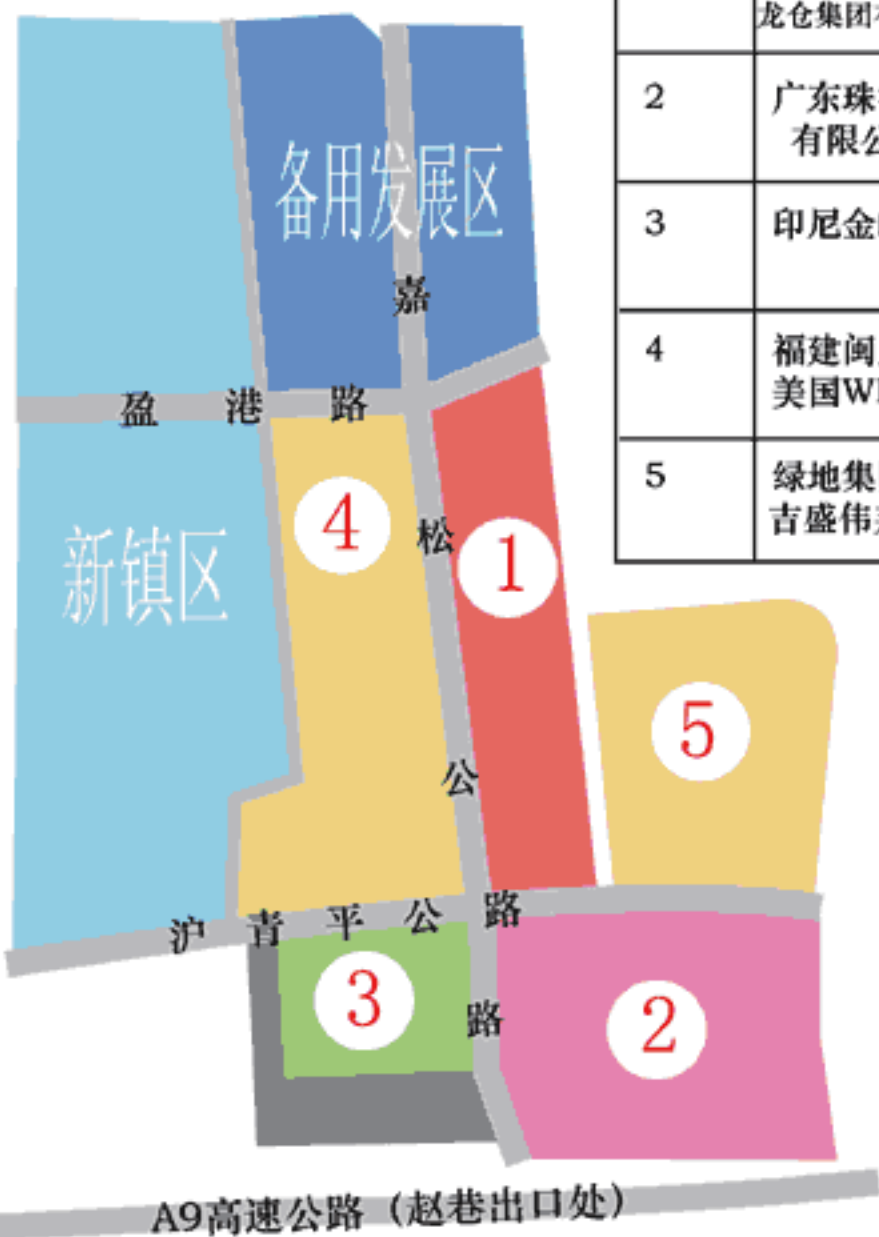 龙仓集团
2
广东珠
有限公
3
印尼金
4
福建闽
美国W
5
绿地集
吉盛伟
备用发展区
嘉松公路
盈港路
新镇区
4
1
5
沪青平公路
3
2
A9高速公路（赵巷出口处）